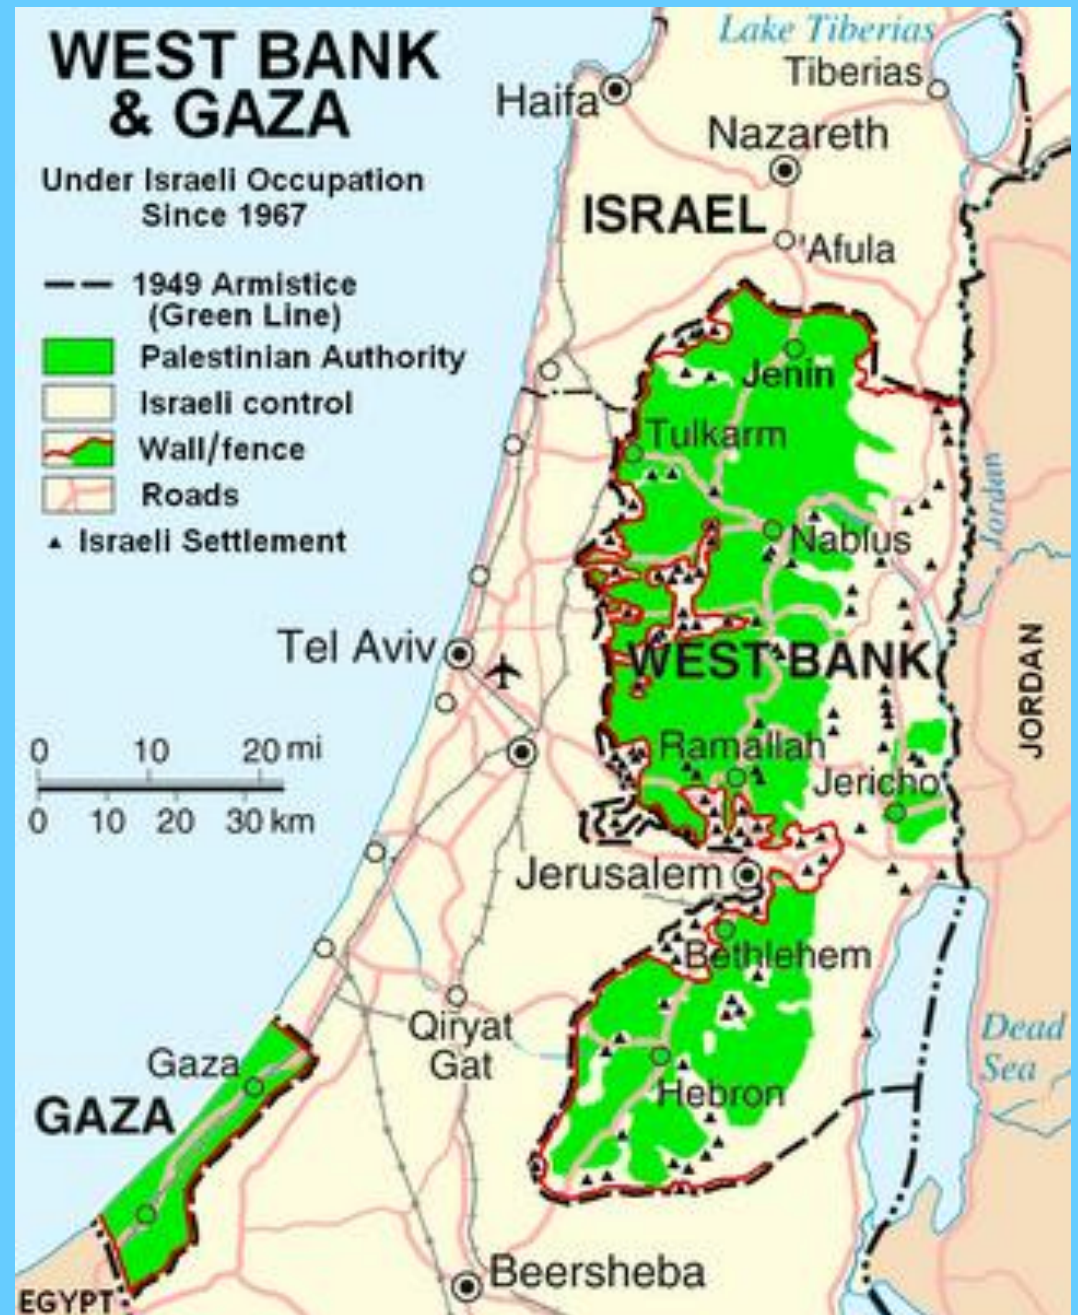 WEST BANK
& GAZA
Under Israeli Occupation
Since 1967
1949 Armistice
(Green Line)
Palestinian Authority
Israeli control
Wall/fence
Roads
Israeli Settlement
0 10 20 mi
0 10 20 30 km
Lake Tiberias
Tiberias
Haifa
Nazareth
ISRAEL
'Afula
Jenin
Tulkarm
Jordan
Nablus
Tel Aviv
WEST BANK
JORDAN
Ramallah
Jericho
Jerusalem
Bethlehem
Qiryat
Gat
Dead
Sea
Gaza
GAZA
Hebron
Beersheba
EGYPT